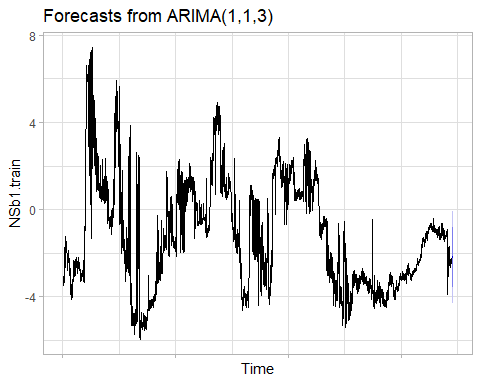 Forecasts from ARIMA(1,1,3)
8
4
0
-4
NSb1.train
Time